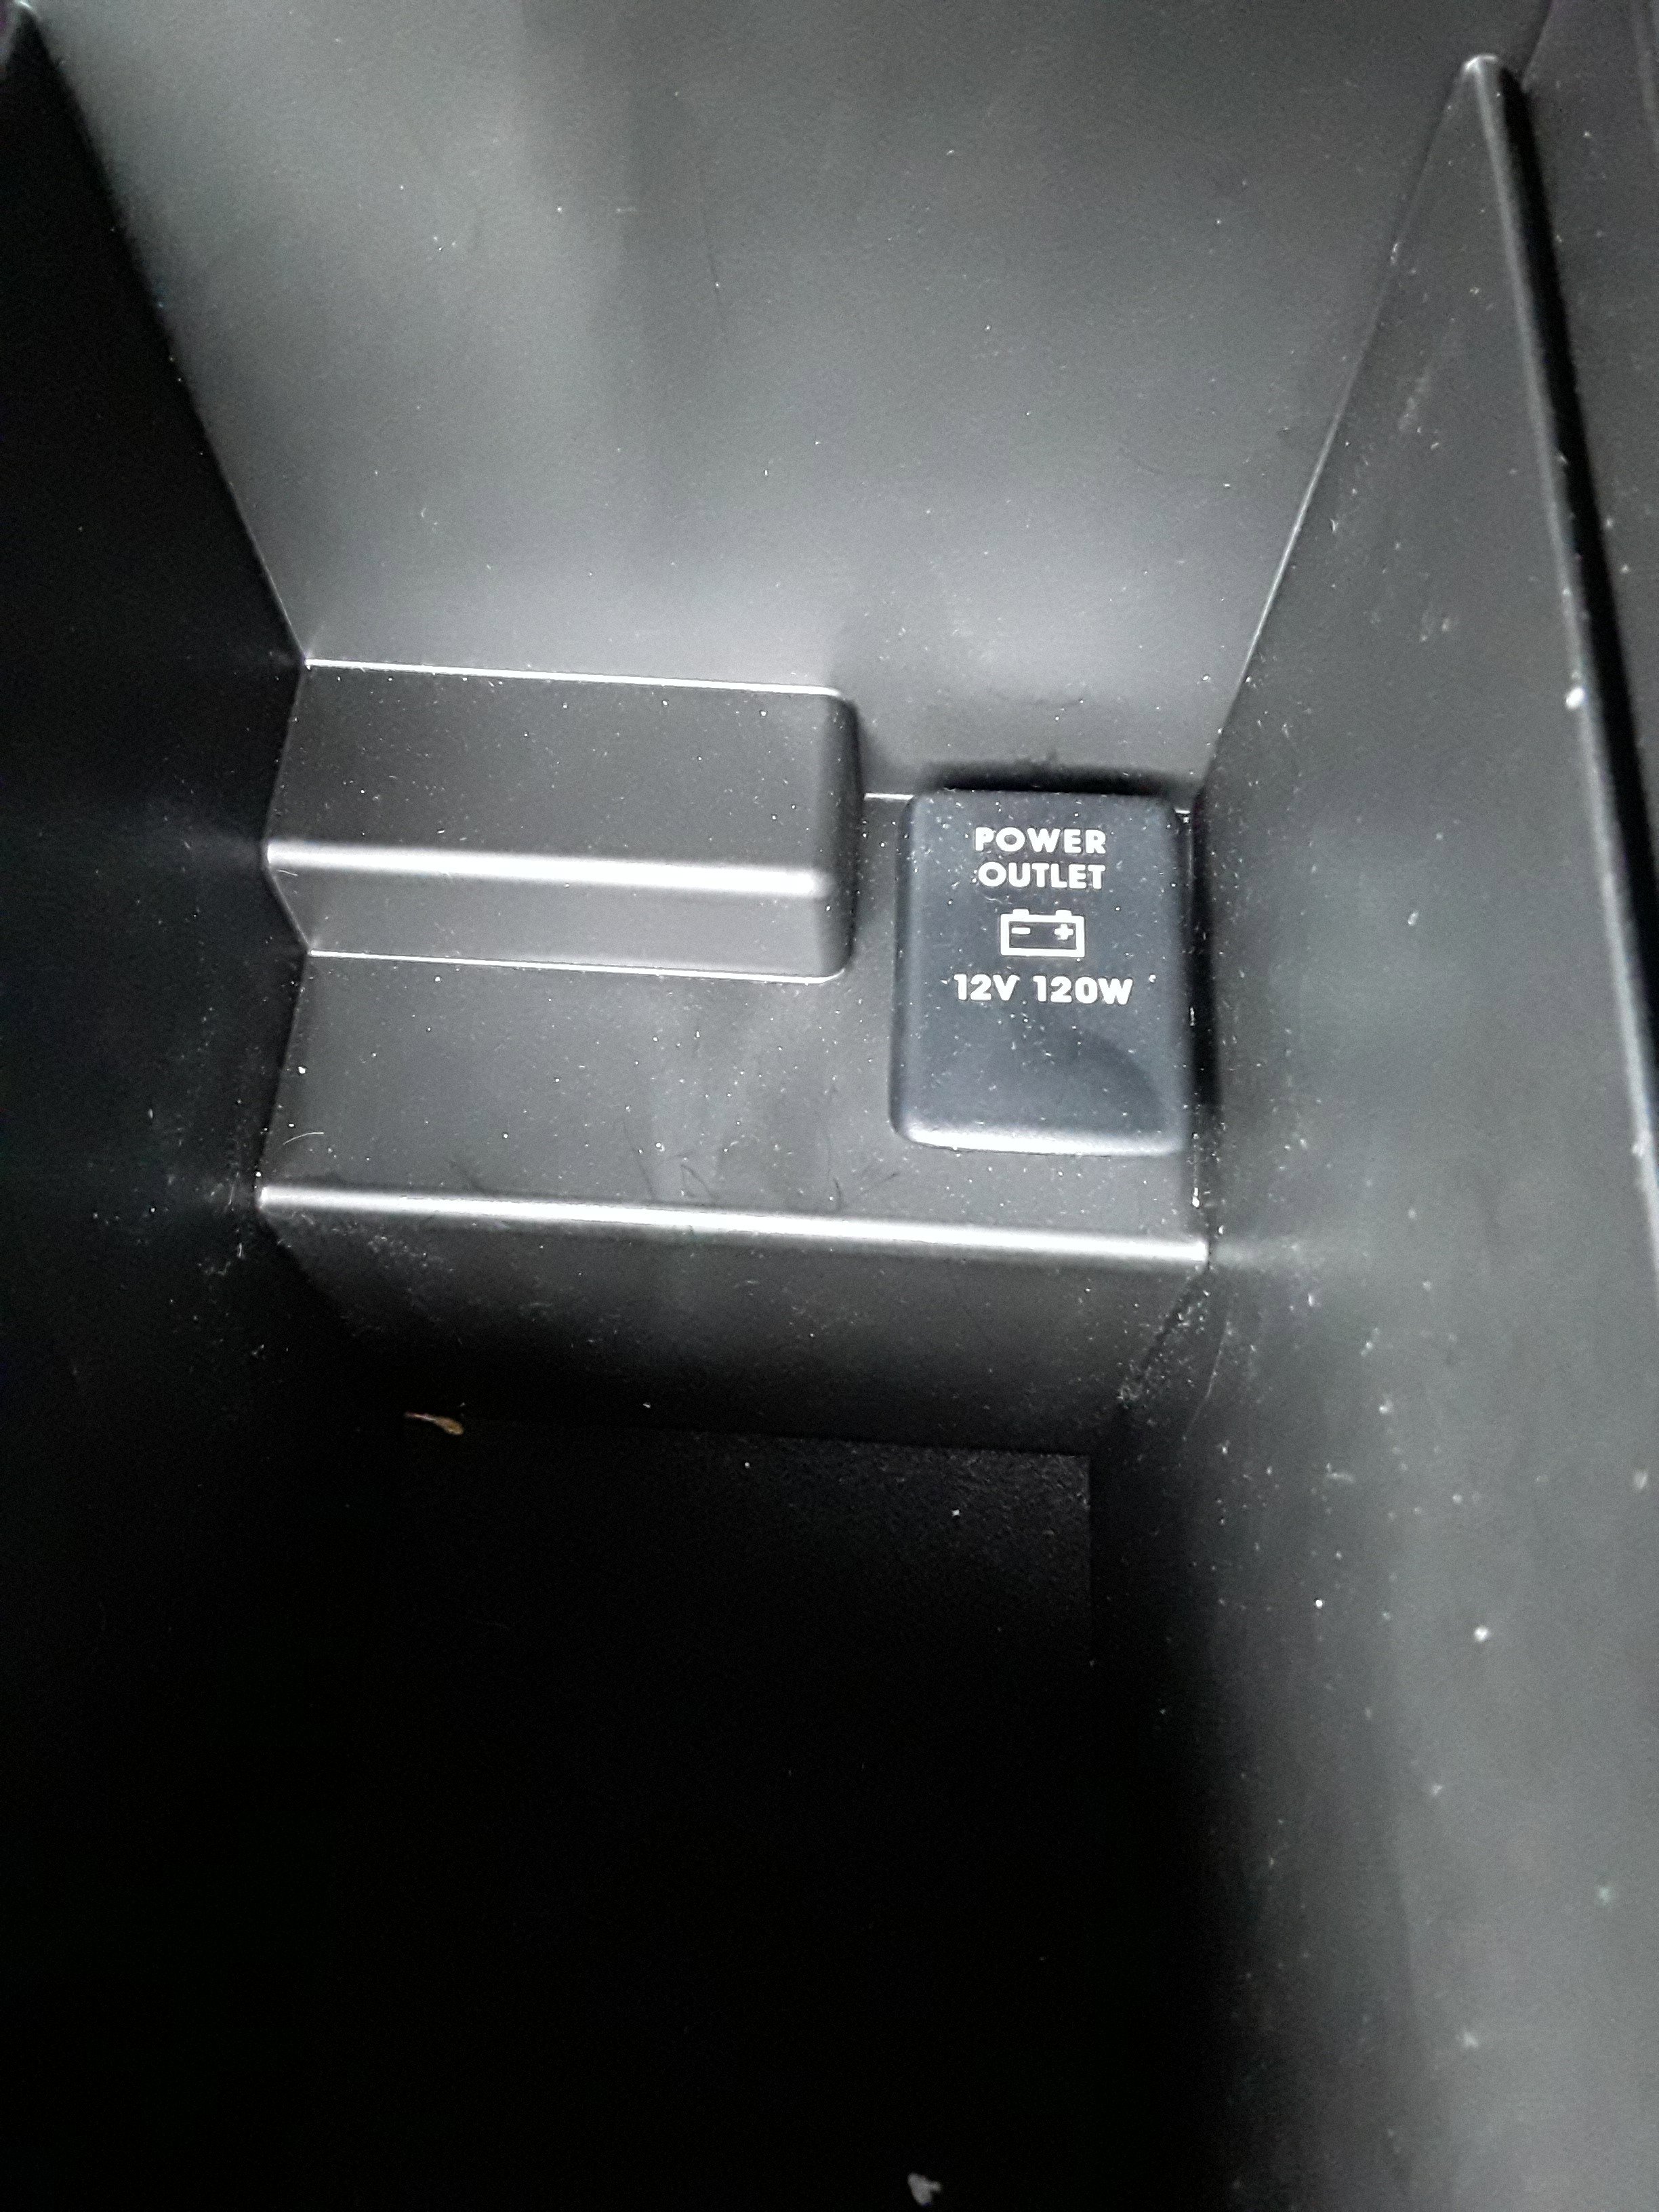 POWER
OUTLET
- +
12V 120W